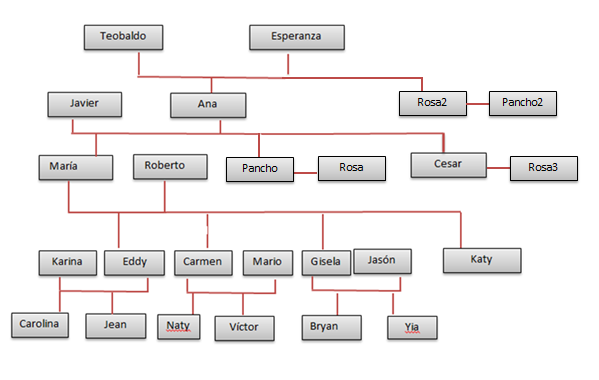 Teobaldo
Esperanza
Javier
Ana
Rosa2
Pancho2
María
Roberto
Pancho
Rosa
Cesar
Rosa3
Karina
Eddy
Carmen
Mario
Gisela
Jasón
Katy
Carolina
Jean
Naty
Víctor
Bryan
Yia